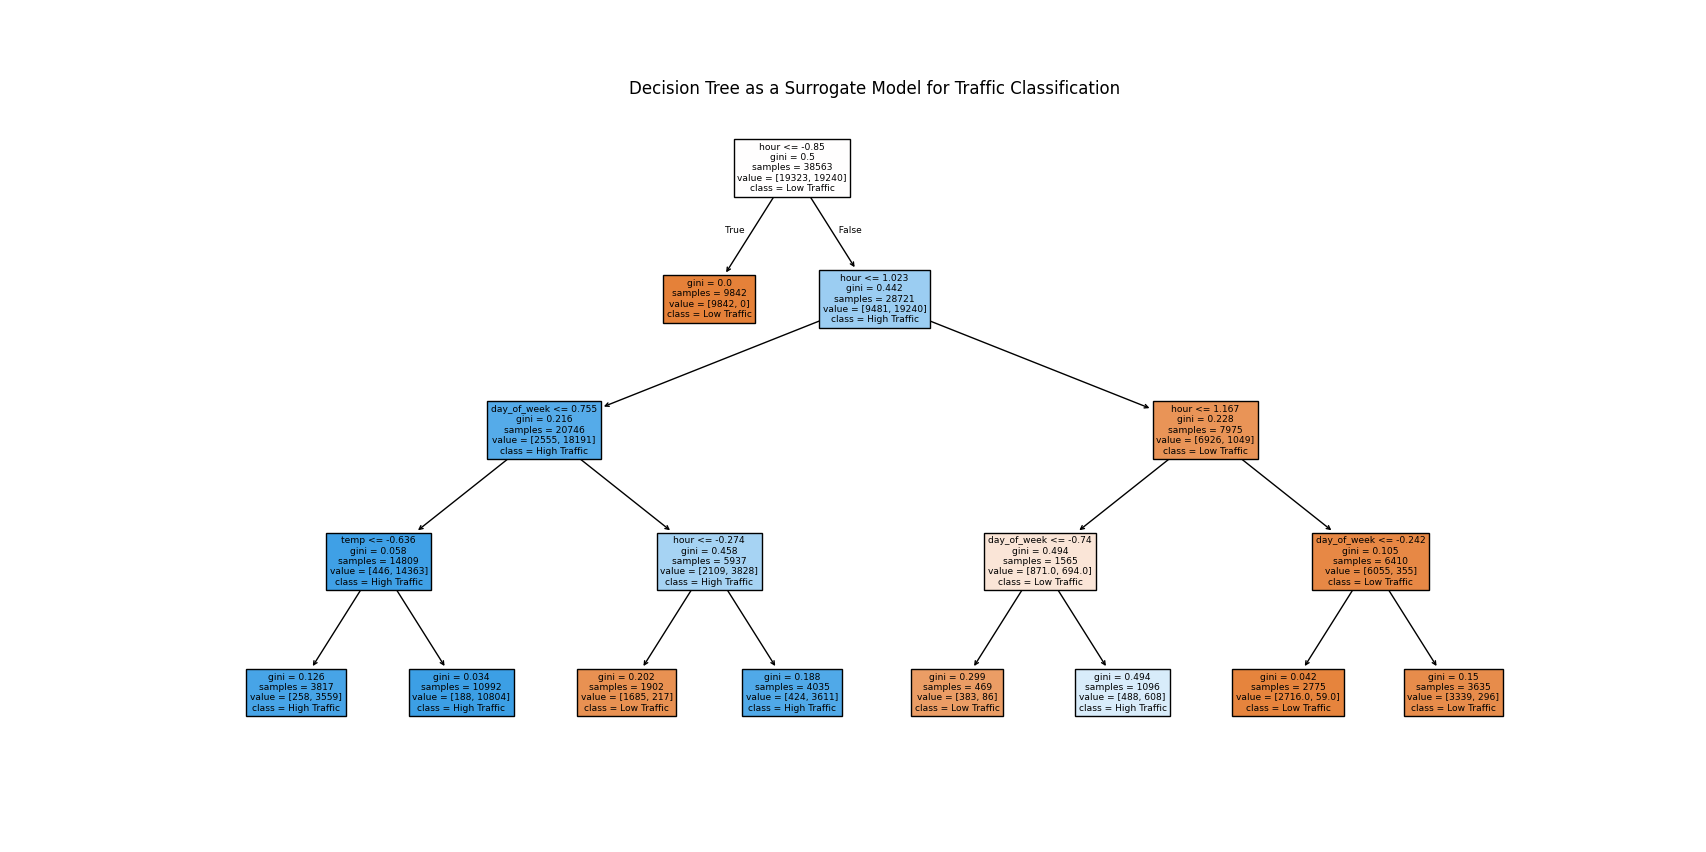 Decision Tree as a Surrogate Model for Traffic Classification
hour <= -0.85
gini = 0.5
samples = 38563
value = [19323, 19240]
class = Low Traffic
True
False
gini = 0.0
samples = 9842
value = [9842, 0]
class = Low Traffic
hour <= 1.023
gini = 0.442
samples = 28721
value = [9481, 19240]
class = High Traffic
day_of_week <= 0.755
gini = 0.216
samples = 20746
value = [2555, 18191]
class = High Traffic
hour <= 1.167
gini = 0.228
samples = 7975
value = [6926, 1049]
class = Low Traffic
temp <= -0.636
gini = 0.058
samples = 14809
value = [446, 14363]
class = High Traffic
hour <= -0.274
gini = 0.458
samples = 5937
value = [2109, 3828]
class = High Traffic
day_of_week <= -0.74
gini = 0.494
samples = 1565
value = [871.0, 694.0]
class = Low Traffic
day_of_week <= -0.242
gini = 0.105
samples = 6410
value = [6055, 355]
class = Low Traffic
gini = 0.126
samples = 3817
value = [258, 3559]
class = High Traffic
gini = 0.034
samples = 10992
value = [188, 10804]
class = High Traffic
gini = 0.202
samples = 1902
value = [1685, 217]
class = Low Traffic
gini = 0.188
samples = 4035
value = [424, 3611]
class = High Traffic
gini = 0.299
samples = 469
value = [383, 86]
class = Low Traffic
gini = 0.494
samples = 1096
value = [488, 608]
class = High Traffic
gini = 0.042
samples = 2775
value = [2716.0, 59.0]
class = Low Traffic
gini = 0.15
samples = 3635
value = [3339, 296]
class = Low Traffic